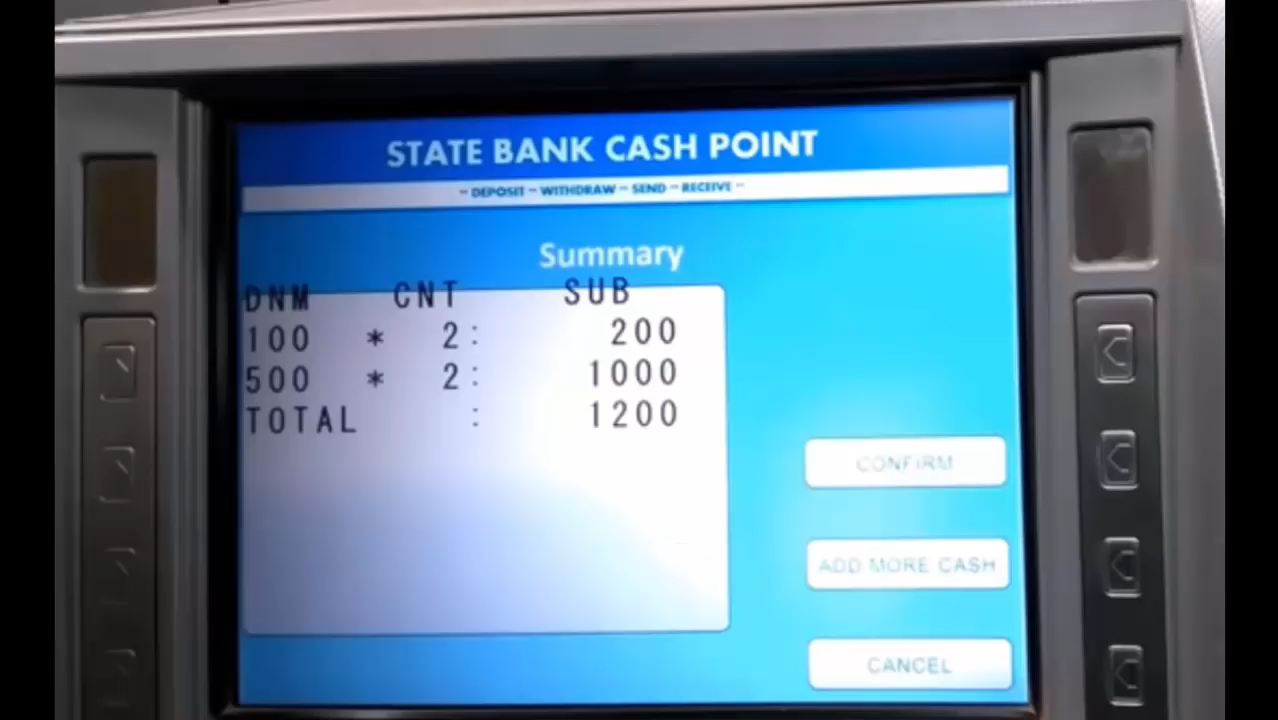 STATE BANK CASH POINT
~ DEPOSIT ~ WITHDRAW ~ SEND ~ RECEIVE ~
Summary
DNM CNT SUB
100 * 2: 200
500 * 2: 1000
TOTAL : 1200
CONFIRM
ADD MORE CASH
CANCEL